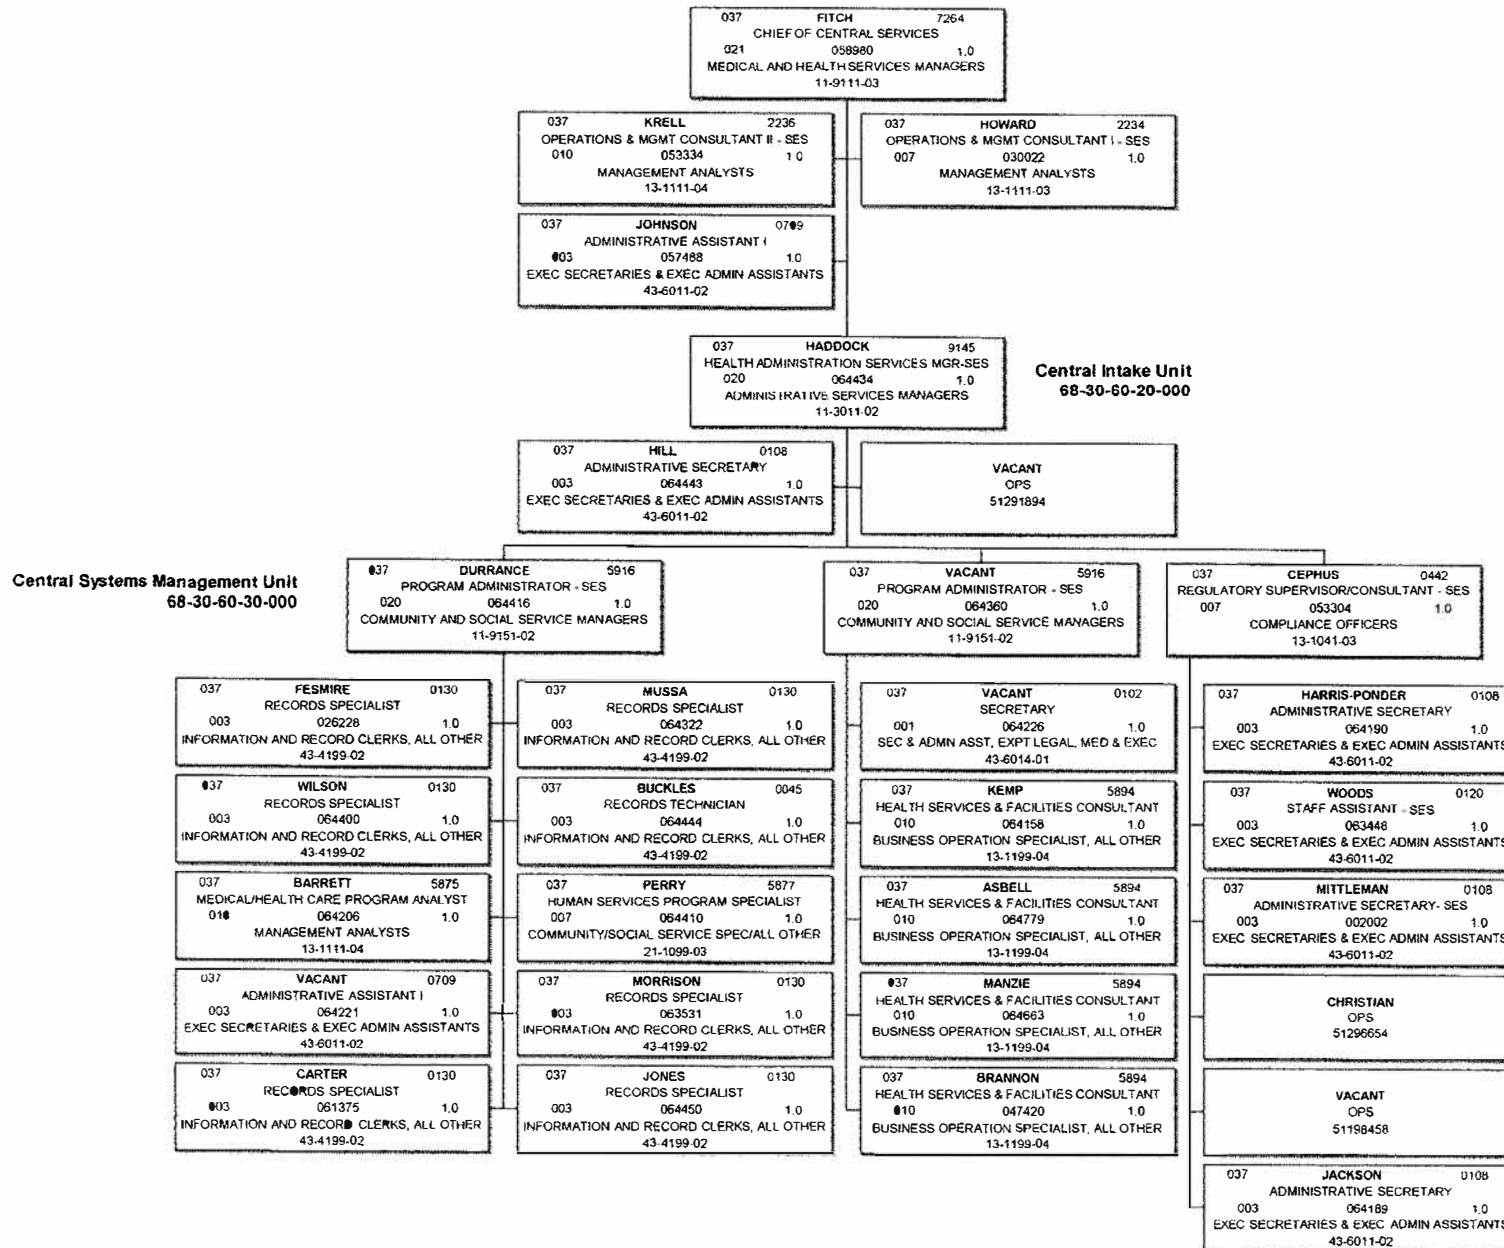 037 FITCH 7264
CHIEF OF CENTRAL SERVICES
021 058980 1.0
MEDICAL AND HEALTH SERVICES MANAGERS
11-9111-03
037 KRELL 2236
OPERATIONS & MGMT CONSULTANT II - SES
010 053334 1.0
MANAGEMENT ANALYSTS
13-1111-04
037 HOWARD 2234
OPERATIONS & MGMT CONSULTANT I - SES
007 030022 1.0
MANAGEMENT ANALYSTS
13-1111-03
037 JOHNSON 0709
ADMINISTRATIVE ASSISTANT I
003 057488 1.0
EXEC SECRETARIES & EXEC ADMIN ASSISTANTS
43-6011-02
037 HADDOCK 9145
HEALTH ADMINISTRATION SERVICES MGR-SES
020 064434 1.0
ADMINISTRATIVE SERVICES MANAGERS
11-3011-02
Central Intake Unit
68-30-60-20-000
037 HILL 0108
ADMINISTRATIVE SECRETARY
003 064443 1.0
EXEC SECRETARIES & EXEC ADMIN ASSISTANTS
43-6011-02
VACANT
OPS
51291894
Central Systems Management Unit
68-30-60-30-000
037 DURRANCE 5916
PROGRAM ADMINISTRATOR - SES
020 064416 1.0
COMMUNITY AND SOCIAL SERVICE MANAGERS
11-9151-02
037 VACANT 5916
PROGRAM ADMINISTRATOR - SES
020 064360 1.0
COMMUNITY AND SOCIAL SERVICE MANAGERS
11-9151-02
037 CEPHUS 0442
REGULATORY SUPERVISOR/CONSULTANT - SES
007 053304 1.0
COMPLIANCE OFFICERS
13-1041-03
037 FESMIRE 0130
RECORDS SPECIALIST
003 026228 1.0
INFORMATION AND RECORD CLERKS, ALL OTHER
43-4199-02
037 MUSSA 0130
RECORDS SPECIALIST
003 064322 1.0
INFORMATION AND RECORD CLERKS, ALL OTHER
43-4199-02
037 VACANT 0102
SECRETARY
001 064226 1.0
SEC & ADMN ASST, EXPT LEGAL, MED & EXEC
43-6014-01
037 HARRIS-PONDER 0108
ADMINISTRATIVE SECRETARY
003 064190 1.0
EXEC SECRETARIES & EXEC ADMIN ASSISTANTS
43-6011-02
037 WILSON 0130
RECORDS SPECIALIST
003 064400 1.0
INFORMATION AND RECORD CLERKS, ALL OTHER
43-4199-02
037 BUCKLES 0045
RECORDS TECHNICIAN
003 064444 1.0
INFORMATION AND RECORD CLERKS, ALL OTHER
43-4199-02
037 KEMP 5894
HEALTH SERVICES & FACILITIES CONSULTANT
010 064158 1.0
BUSINESS OPERATION SPECIALIST, ALL OTHER
13-1199-04
037 WOODS 0120
STAFF ASSISTANT - SES
003 063448 1.0
EXEC SECRETARIES & EXEC ADMIN ASSISTANTS
43-6011-02
037 BARRETT 5875
MEDICAL/HEALTH CARE PROGRAM ANALYST
010 064206 1.0
MANAGEMENT ANALYSTS
13-1111-04
037 PERRY 5877
HUMAN SERVICES PROGRAM SPECIALIST
007 064410 1.0
COMMUNITY/SOCIAL SERVICE SPEC/ALL OTHER
21-1099-03
037 ASBELL 5894
HEALTH SERVICES & FACILITIES CONSULTANT
010 064779 1.0
BUSINESS OPERATION SPECIALIST, ALL OTHER
13-1199-04
037 MITTLEMAN 0108
ADMINISTRATIVE SECRETARY- SES
003 002002 1.0
EXEC SECRETARIES & EXEC ADMIN ASSISTANTS
43-6011-02
037 VACANT 0709
ADMINISTRATIVE ASSISTANT I
003 064221 1.0
EXEC SECRETARIES & EXEC ADMIN ASSISTANTS
43-6011-02
037 MORRISON 0130
RECORDS SPECIALIST
003 063531 1.0
INFORMATION AND RECORD CLERKS, ALL OTHER
43-4199-02
037 MANZIE 5894
HEALTH SERVICES & FACILITIES CONSULTANT
010 064663 1.0
BUSINESS OPERATION SPECIALIST, ALL OTHER
13-1199-04
CHRISTIAN
OPS
51296654
037 CARTER 0130
RECORDS SPECIALIST
003 061375 1.0
INFORMATION AND RECORD CLERKS, ALL OTHER
43-4199-02
037 JONES 0130
RECORDS SPECIALIST
003 064450 1.0
INFORMATION AND RECORD CLERKS, ALL OTHER
43-4199-02
037 BRANNON 5894
HEALTH SERVICES & FACILITIES CONSULTANT
010 047420 1.0
BUSINESS OPERATION SPECIALIST, ALL OTHER
13-1199-04
VACANT
OPS
51198458
037 JACKSON 0108
ADMINISTRATIVE SECRETARY
003 064189 1.0
EXEC SECRETARIES & EXEC ADMIN ASSISTANTS
43-6011-02